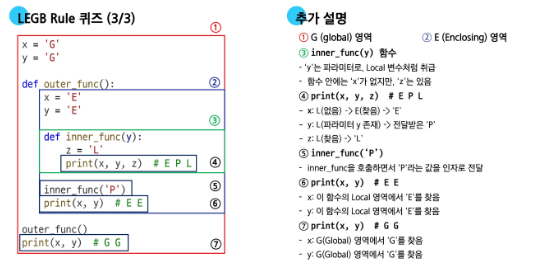 LEGB Rule 퀴즈 (3/3)
①
x = 'G'
y = 'G'
def outer_func():
②
x = 'E'
y = 'E'
③
def inner_func(y):
z = 'L'
print(x, y, z) # E P L
④
inner_func('P')
⑤
print(x, y) # E E
⑥
outer_func()
print(x, y) # G G
⑦
추가 설명
① G (global) 영역 ② E (Enclosing) 영역
③ inner_func(y) 함수
- 'y'는 파라미터로, Local 변수처럼 취급
- 함수 안에는 'x'가 없지만, 'z'는 있음
④ print(x, y, z) # E P L
- x: L(없음) -> E(찾음) -> 'E'
- y: L(파라미터 y 존재) -> 전달받은 'P'
- z: L(찾음) -> 'L'
⑤ inner_func('P')
- inner_func을 호출하면서 'P'라는 값을 인자로 전달
⑥ print(x, y) # E E
- x: 이 함수의 Local 영역에서 'E'를 찾음
- y: 이 함수의 Local 영역에서 'E'를 찾음
⑦ print(x, y) # G G
- x: G(Global) 영역에서 'G'를 찾음
- y: G(Global) 영역에서 'G'를 찾음